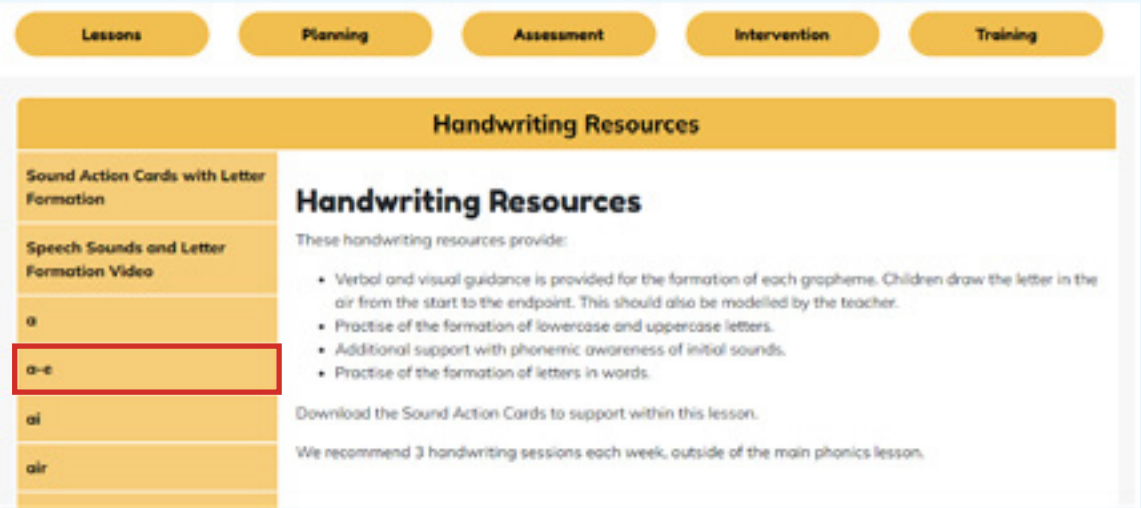 Lessons Planning Assessment Intervention Training
Handwriting Resources
Sound Action Cards with Letter
Formation
Speech Sounds and Letter
Formation Video
a
a-e
ai
air
Handwriting Resources
These handwriting resources provide:
• Verbal and visual guidance is provided for the formation of each grapheme. Children draw the letter in the
air from the start to the endpoint. This should also be modelled by the teacher.
• Practise of the formation of lowercase and uppercase letters.
• Additional support with phonemic awareness of initial sounds.
• Practise of the formation of letters in words.
Download the Sound Action Cards to support within this lesson.
We recommend 3 handwriting sessions each week, outside of the main phonics lesson.